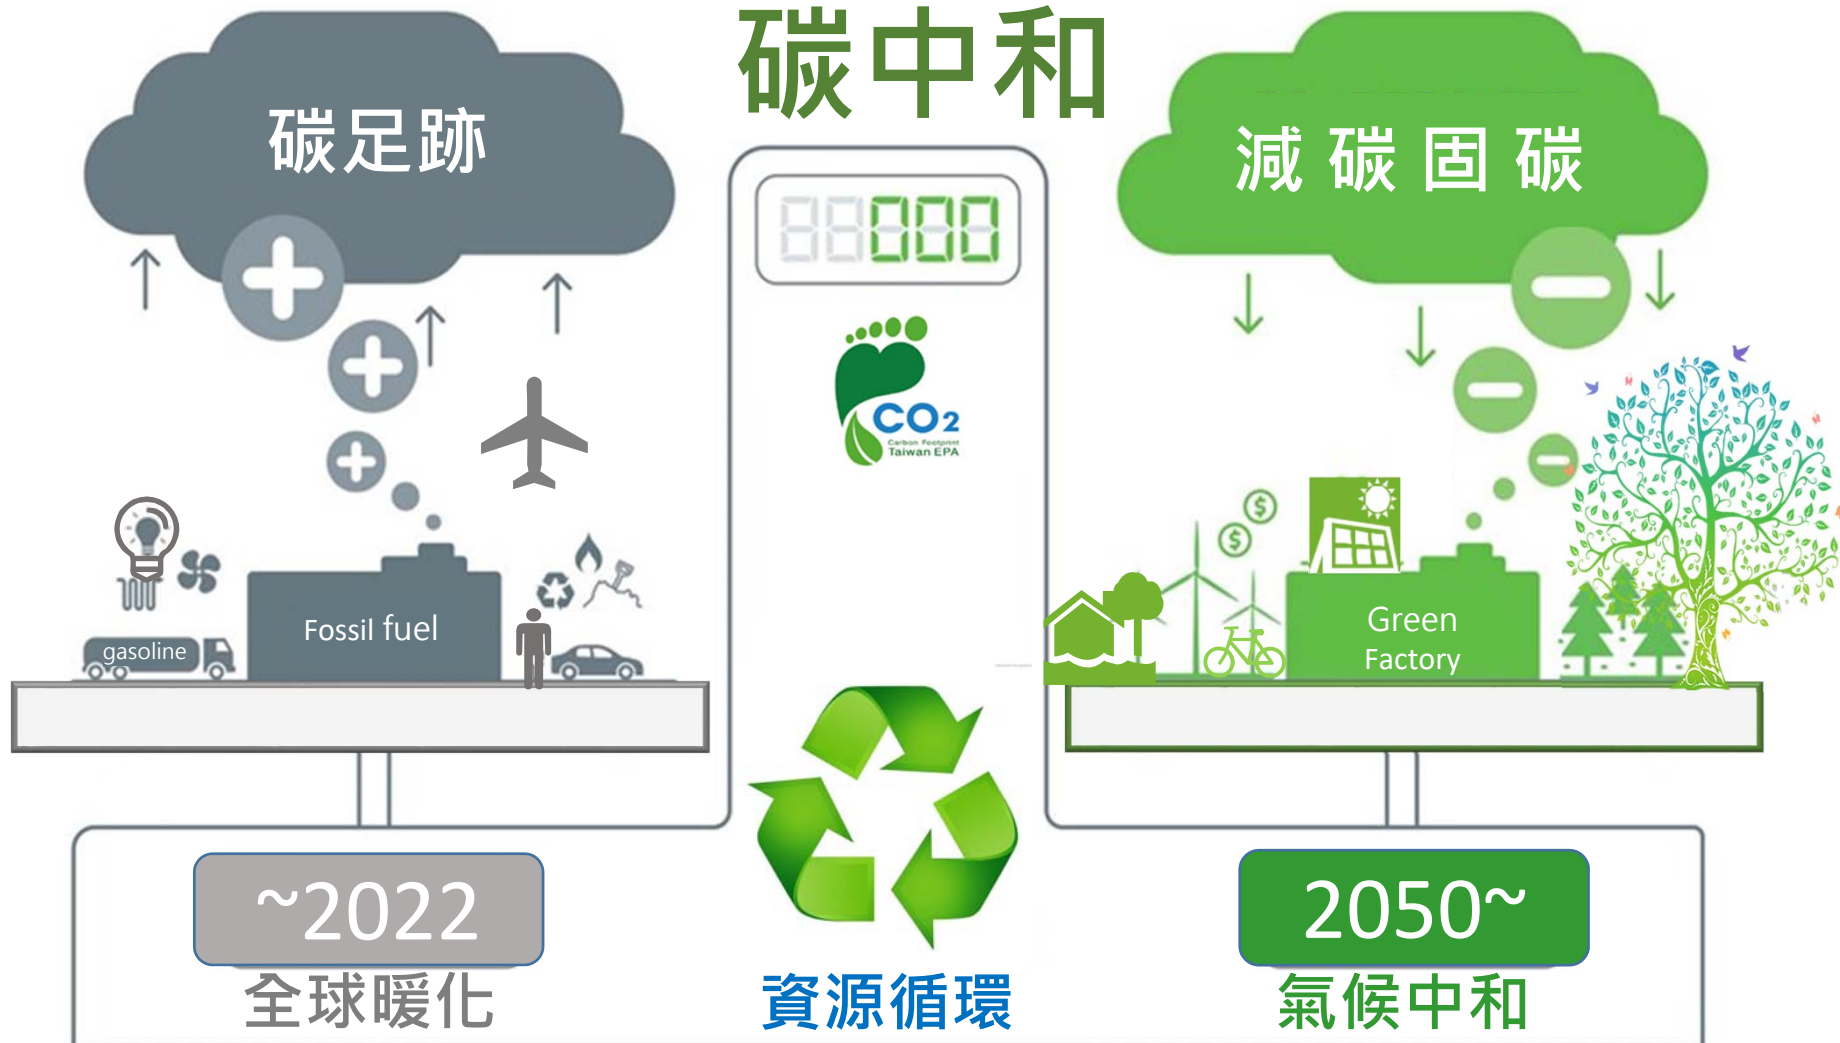 碳中和
碳足跡
減碳固碳
000
CO2
Carbon Footprint
Taiwan EPA
Fossil fuel
gasoline
Green
Factory
~2022
2050~
全球暖化
資源循環
氣候中和